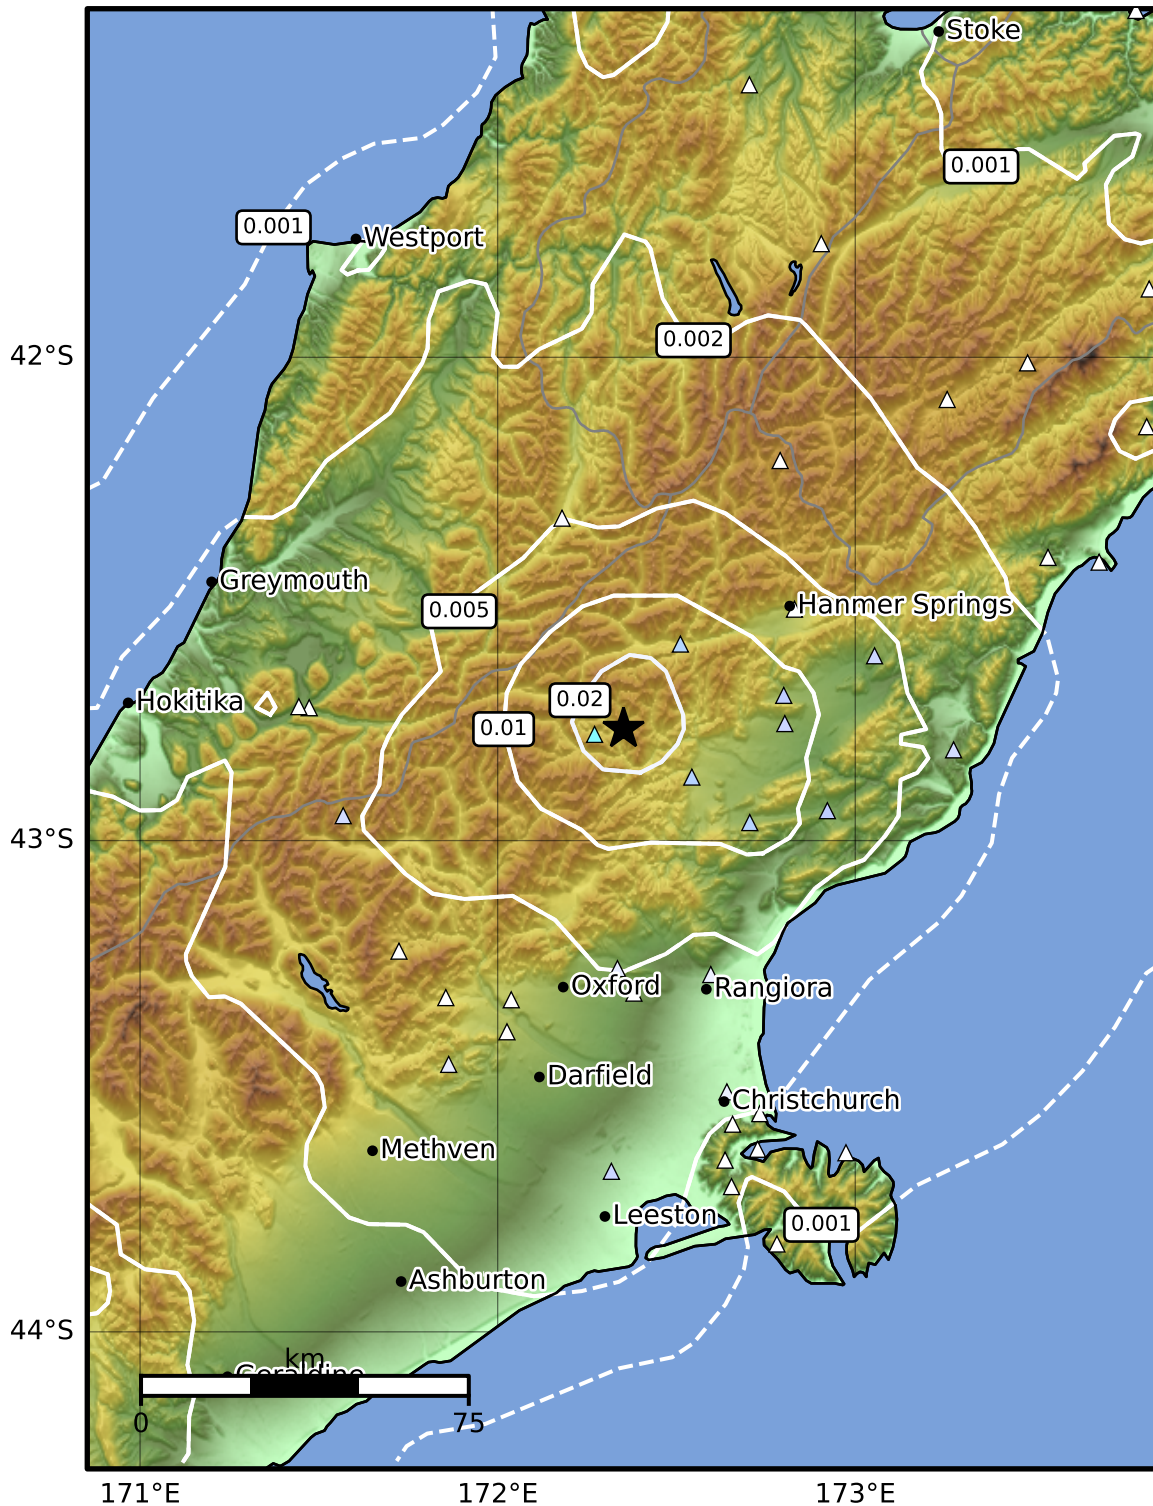 Stoke
0.001
0.001
Westport
0.002
42°S
Greymouth
0.005
Hanmer Springs
0.02
Hokitika
0.01
43°S
Oxford
Rangiora
Darfield
Christchurch
Methven
Leeston
0.001
Ashburton
44°S
km
Geraldine
0
75
171°E
172°E
173°E